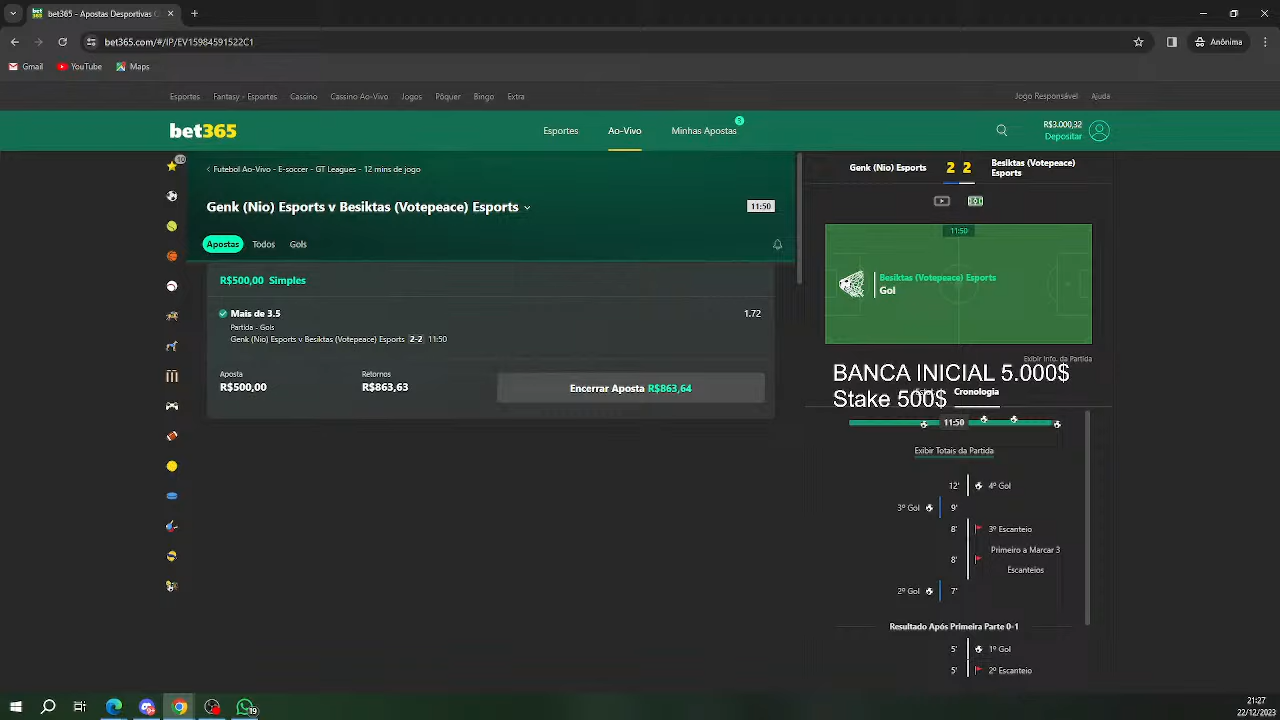 bet365 - Apostas Desportivas
bet365.com/#/IP/EV15984591522C1
Anônima
Gmail
YouTube
Maps
Esportes
Fantasy - Esportes
Cassino
Cassino Ao-Vivo
Jogos
Pôquer
Bingo
Extra
Jogo Responsável
Ajuda
bet365
Esportes
Ao-Vivo
Minhas Apostas
5
R$3.000,32
Depositar
Futebol Ao-Vivo - E-soccer - GT Leagues - 12 mins de jogo
Genk (Nio) Esports v Besiktas (Votepeace) Esports
11:50
Apostas
Todos
Gols
R$500,00 Simples
Mais de 3.5
1.72
Partida - Gols
Genk (Nio) Esports v Besiktas (Votepeace) Esports 2-2 11:50
Aposta
R$500,00
Retornos
R$863,63
Encerrar Aposta R$863,64
Genk (Nio) Esports
2 2
Besiktas (Votepeace)
Esports
11:50
Besiktas (Votepeace) Esports
Gol
Exibir Info. da Partida
BANCA INICIAL 5.000$
Stake 500$
Cronologia
11:50
Exibir Totais da Partida
12' 4º Gol
3º Gol 9'
8' 3º Escanteio
8' Primeiro a Marcar 3
Escanteios
2º Gol 7'
Resultado Após Primeira Parte 0-1
5' 1º Gol
5' 2º Escanteio
21:27
22/12/2023